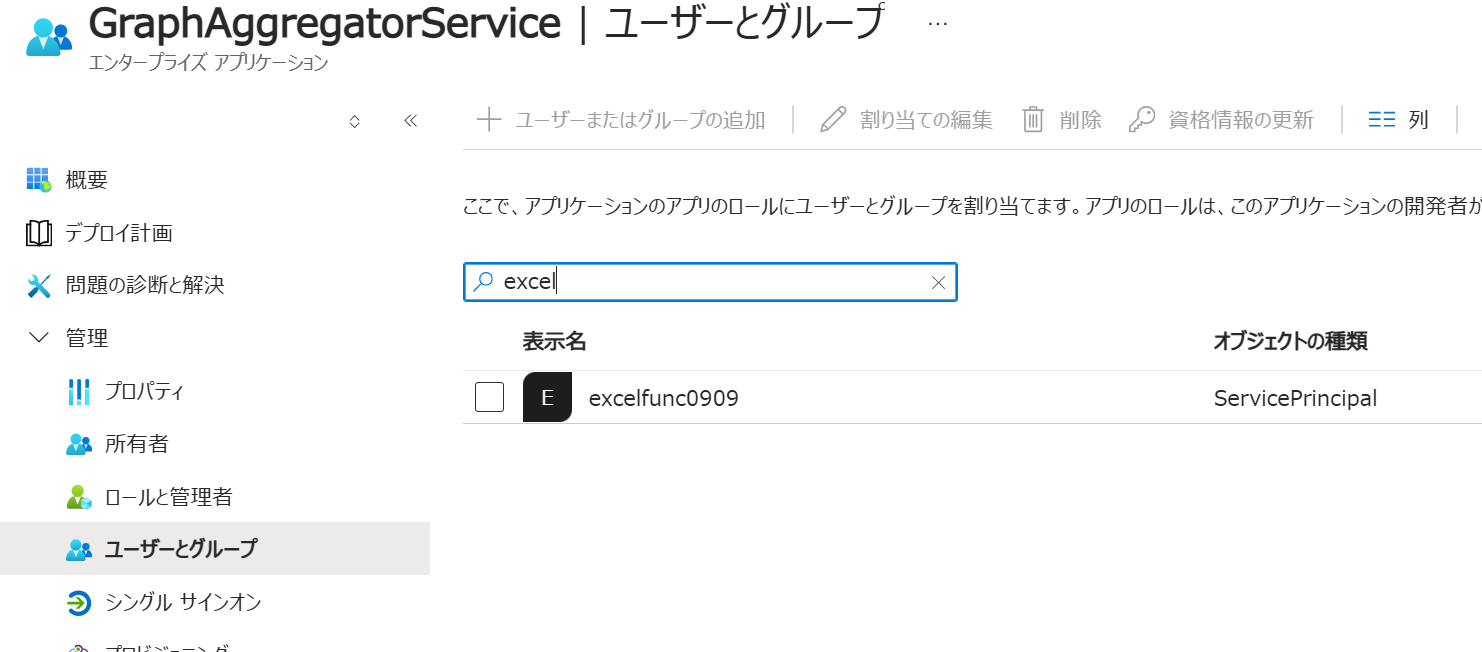 GraphAggregatorService | ユーザーとグループ ...
エンタープライズ アプリケーション
ユーザーまたはグループの追加 割り当ての編集 削除 資格情報の更新 列
概要
デプロイ計画
問題の診断と解決
管理
プロパティ
所有者
ロールと管理者
ユーザーとグループ
シングル サインオン
プロビジョニング
ここで、アプリケーションのアプリのロールにユーザーとグループを割り当てます。アプリのロールは、このアプリケーションの開発者が
excel
表示名 オブジェクトの種類
E excelfunc0909 ServicePrincipal